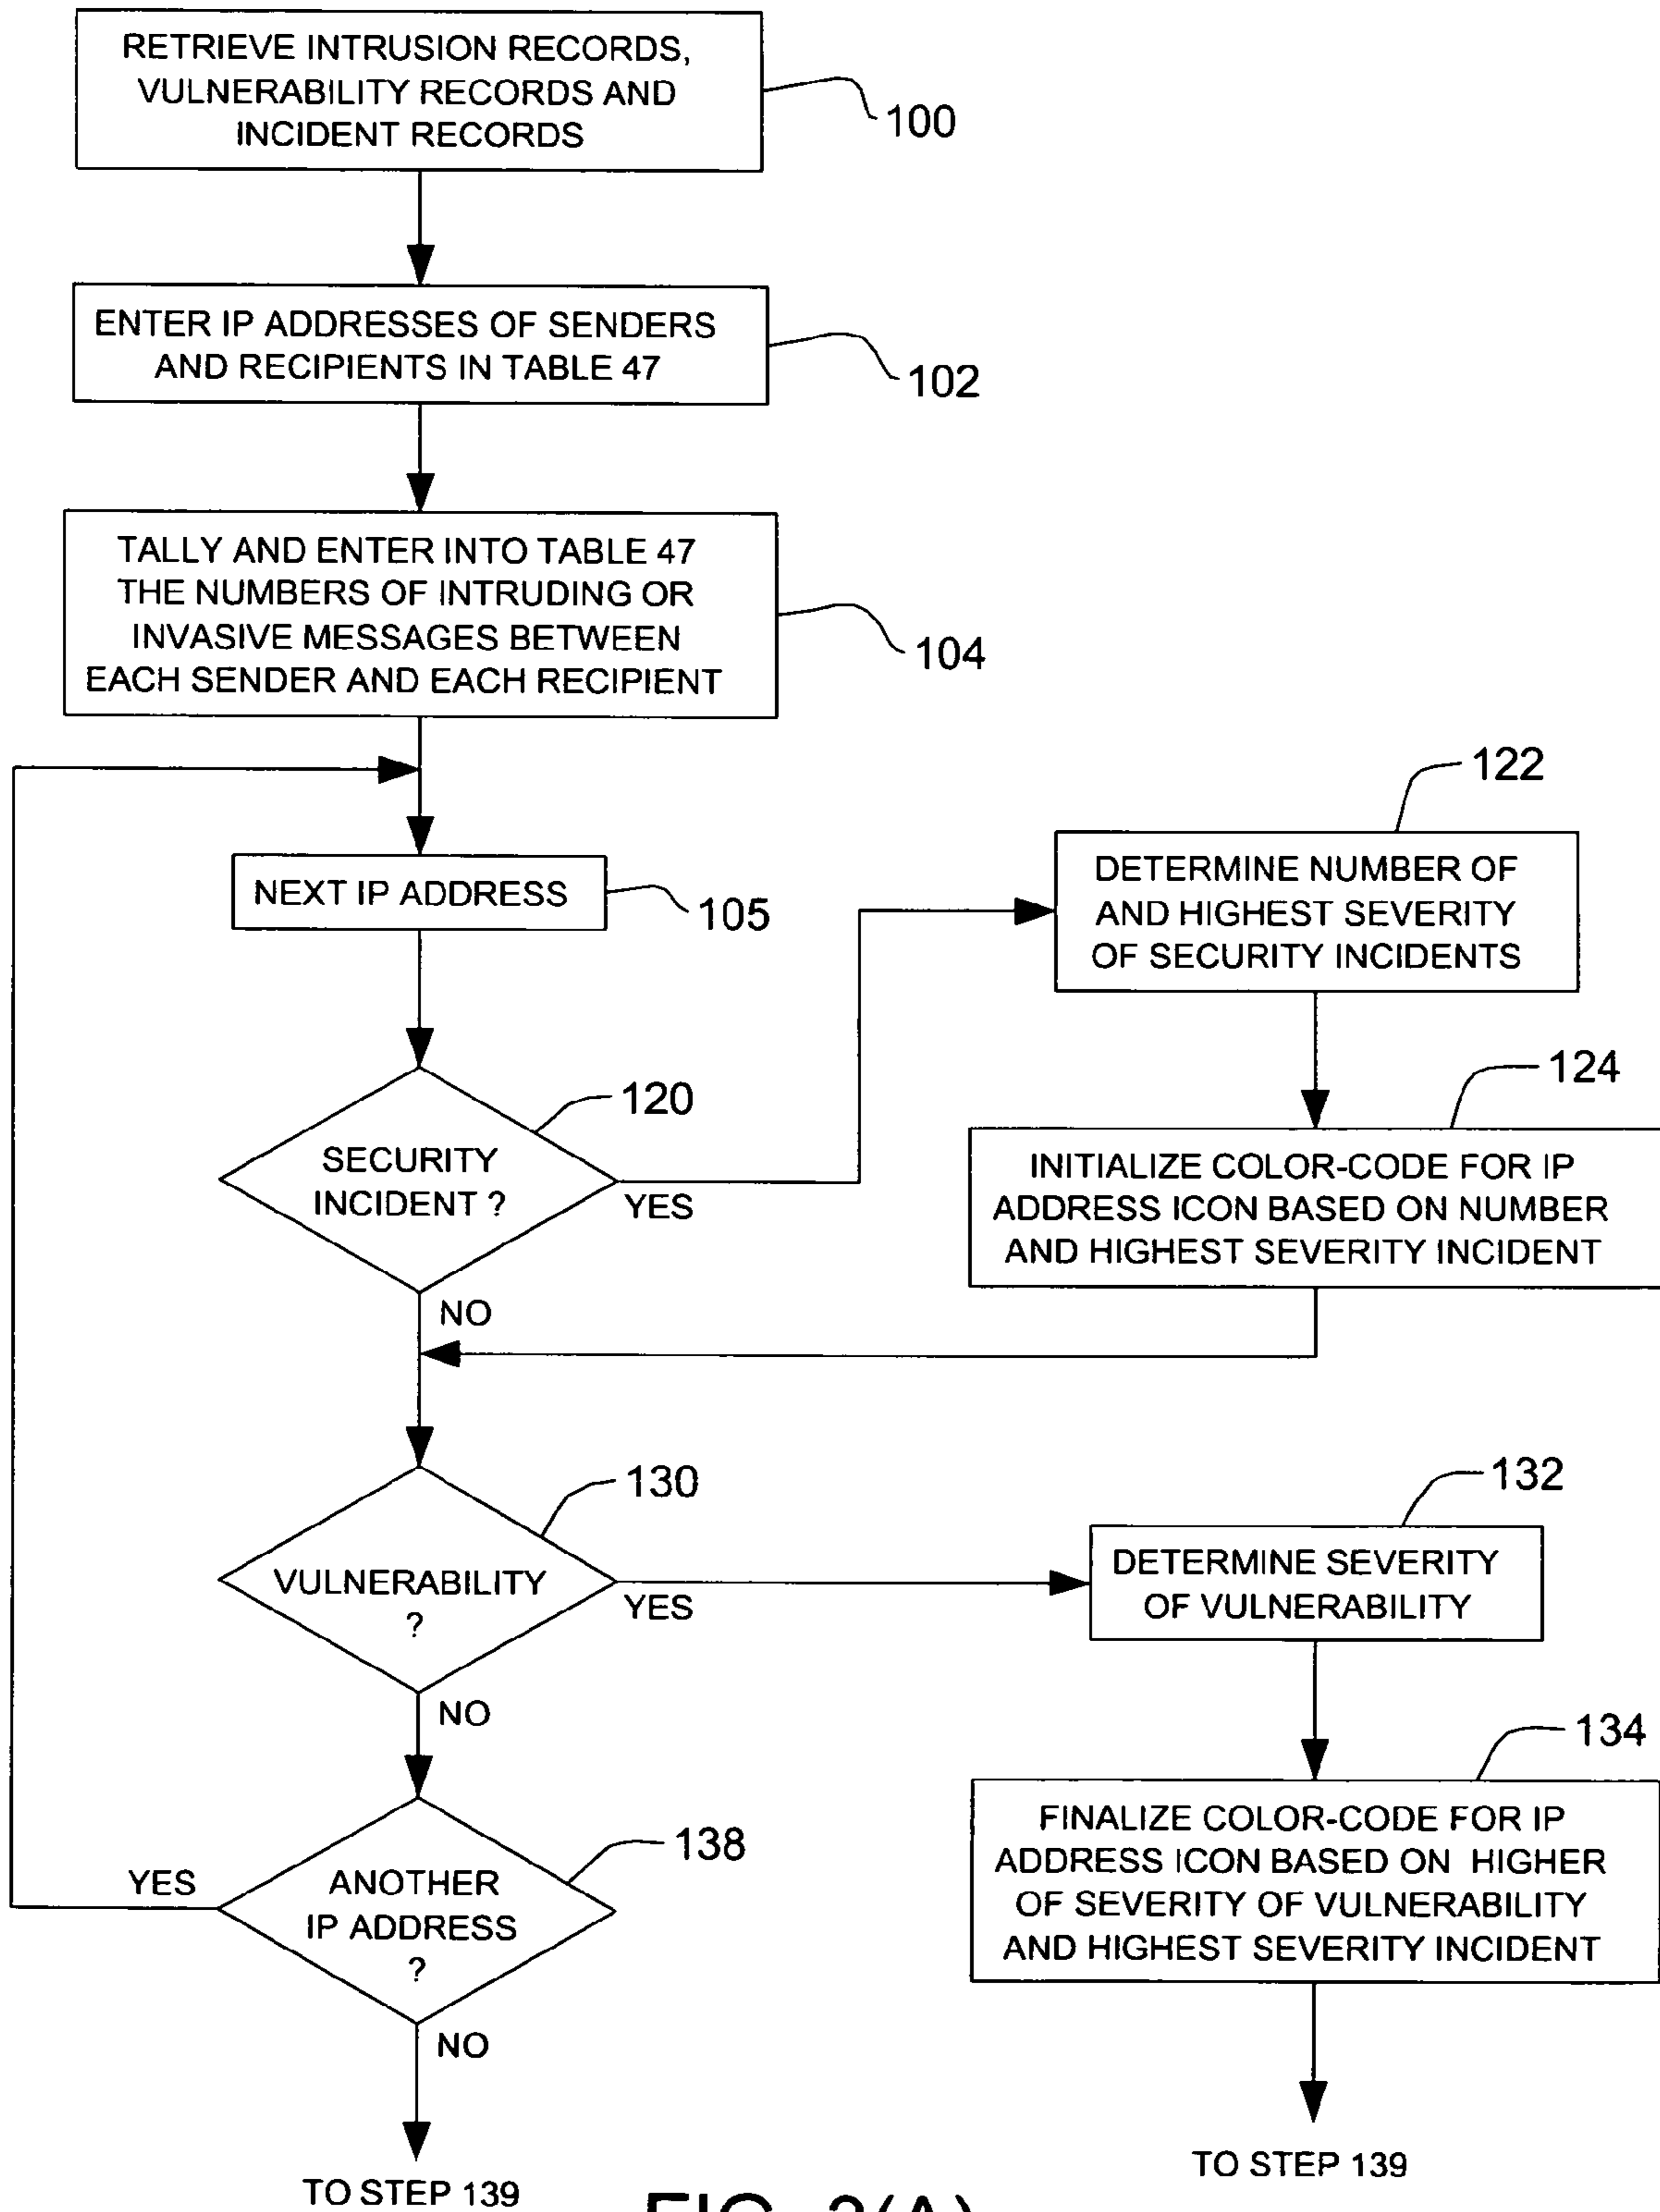 RETRIEVE INTRUSION RECORDS,
VULNERABILITY RECORDS AND
INCIDENT RECORDS
100
ENTER IP ADDRESSES OF SENDERS
AND RECIPIENTS IN TABLE 47
102
TALLY AND ENTER INTO TABLE 47
THE NUMBERS OF INTRUDING OR
INVASIVE MESSAGES BETWEEN
EACH SENDER AND EACH RECIPIENT
104
NEXT IP ADDRESS
105
122
DETERMINE NUMBER OF
AND HIGHEST SEVERITY
OF SECURITY INCIDENTS
120
SECURITY
INCIDENT ?
YES
NO
124
INITIALIZE COLOR-CODE FOR IP
ADDRESS ICON BASED ON NUMBER
AND HIGHEST SEVERITY INCIDENT
130
VULNERABILITY
?
YES
NO
132
DETERMINE SEVERITY
OF VULNERABILITY
134
FINALIZE COLOR-CODE FOR IP
ADDRESS ICON BASED ON HIGHER
OF SEVERITY OF VULNERABILITY
AND HIGHEST SEVERITY INCIDENT
138
YES
ANOTHER
IP ADDRESS
?
NO
TO STEP 139
TO STEP 139